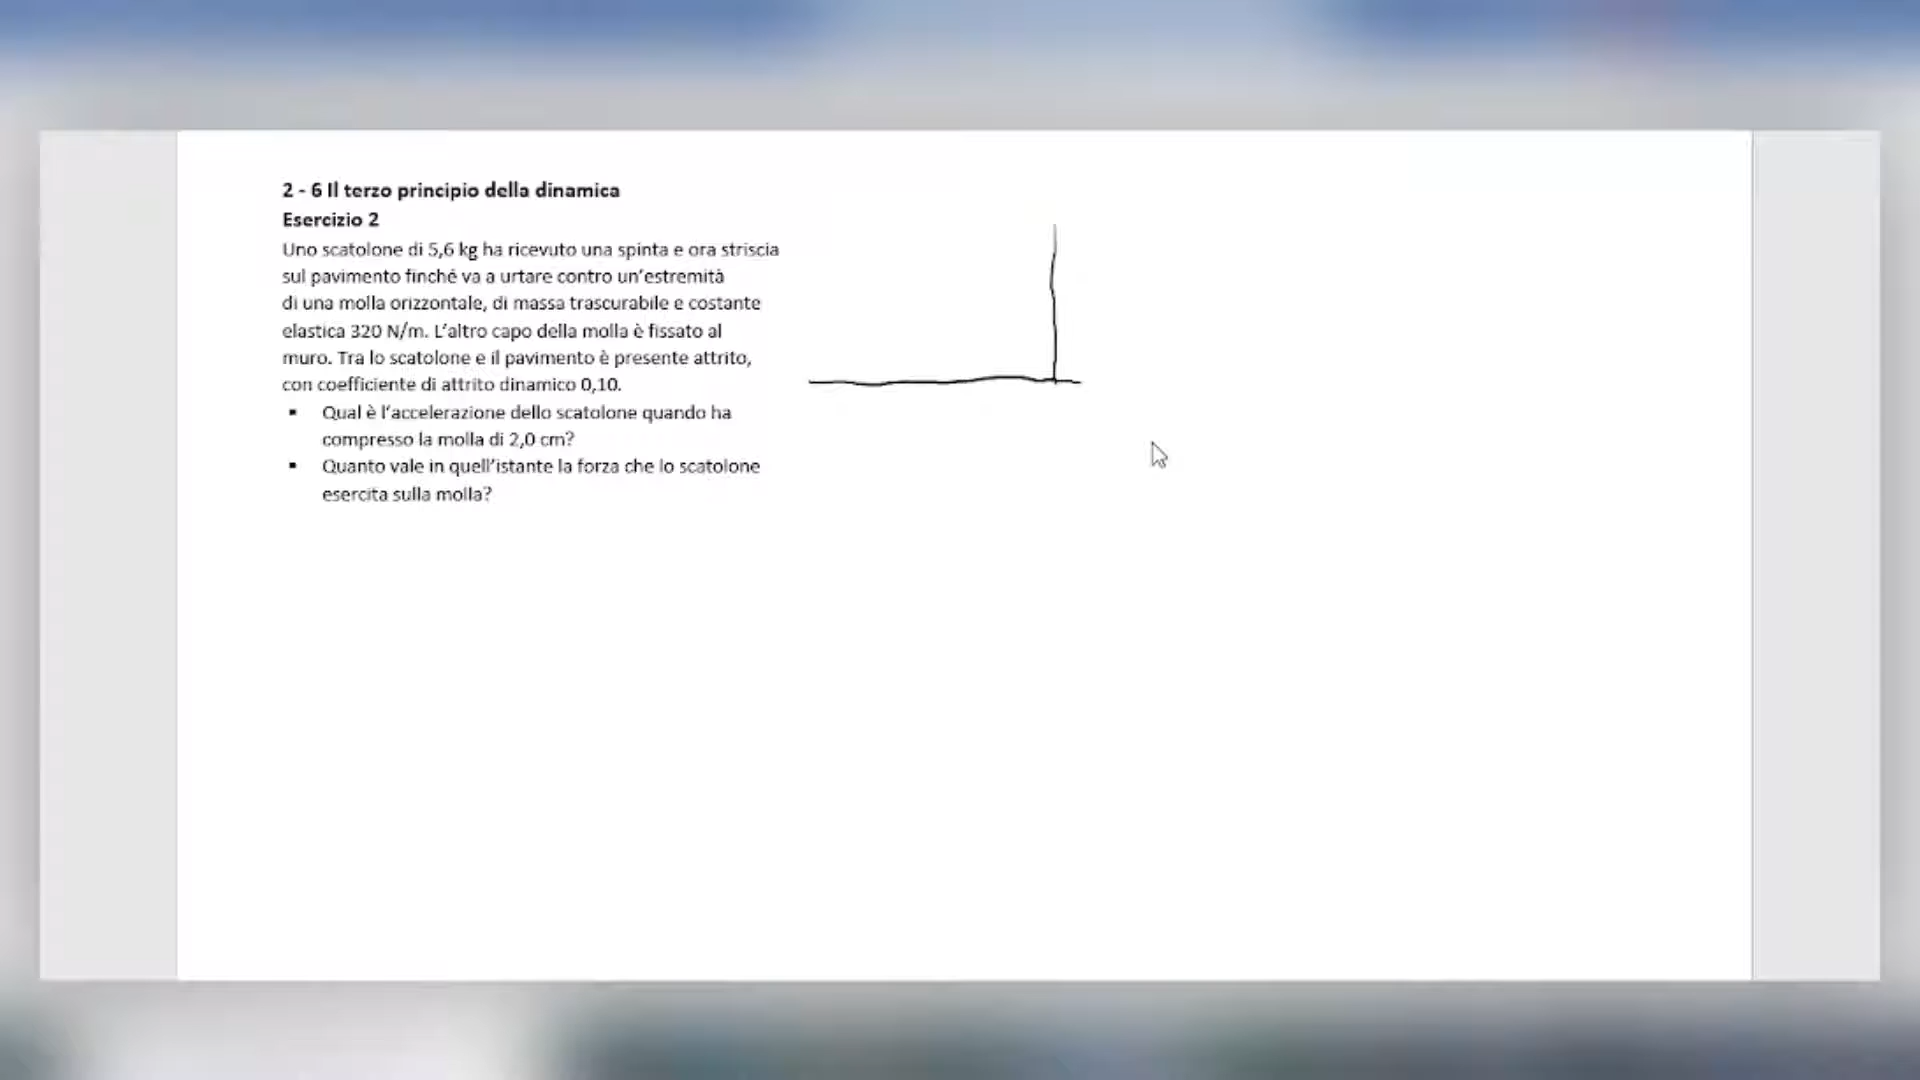 2 - 6 Il terzo principio della dinamica
Esercizio 2
Uno scatolone di 5,6 kg ha ricevuto una spinta e ora striscia
sul pavimento finché va a urtare contro un'estremità
di una molla orizzontale, di massa trascurabile e costante
elastica 320 N/m. L'altro capo della molla è fissato al
muro. Tra lo scatolone e il pavimento è presente attrito,
con coefficiente di attrito dinamico 0,10.
▪ Qual è l'accelerazione dello scatolone quando ha
compresso la molla di 2,0 cm?
▪ Quanto vale in quell'istante la forza che lo scatolone
esercita sulla molla?